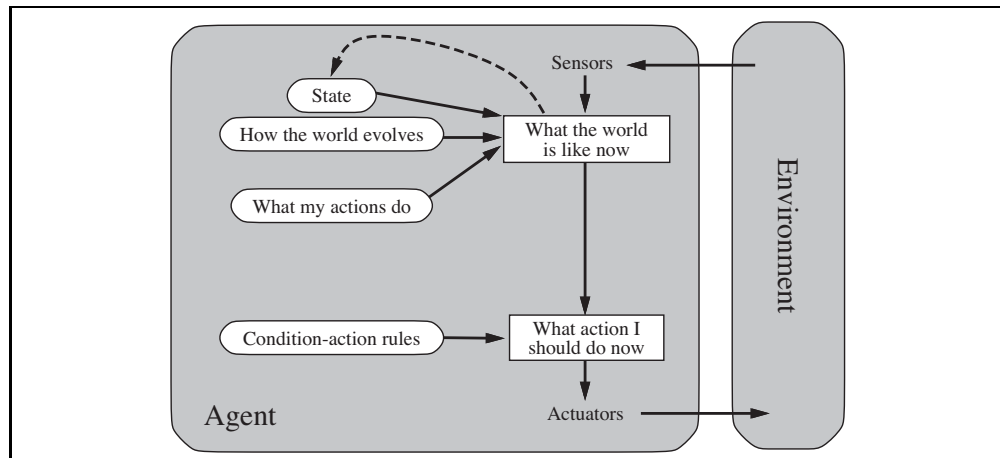 Sensors
State
How the world evolves
What the world
is like now
What my actions do
Environment
Condition-action rules
What action I
should do now
Agent
Actuators